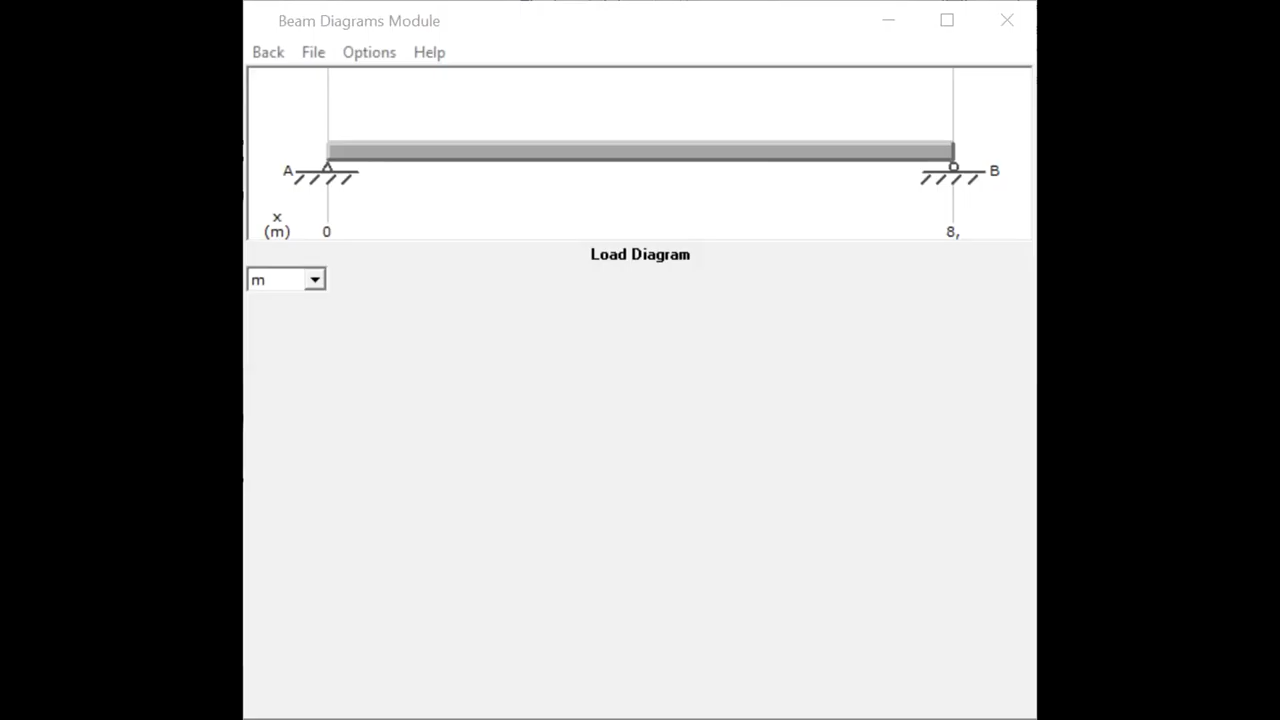 Beam Diagrams Module
Back File Options Help
A B
x
(m) 0 8,
Load Diagram
m